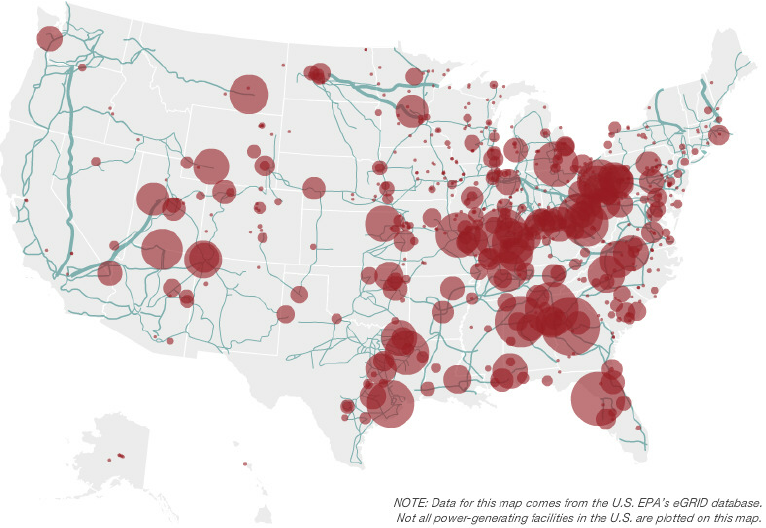 NOTE: Data for this map comes from the U.S. EPA's eGRID database.
Not all power-generating facilities in the U.S. are plotted on this map.